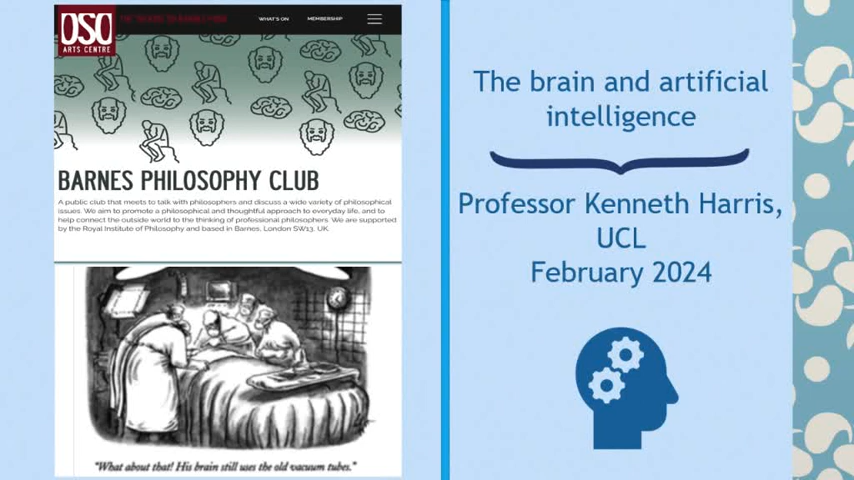 OSO
ARTS CENTRE
WHAT'S ON
MEMBERSHIP
BARNES PHILOSOPHY CLUB
A public club that meets to talk with philosophers and discuss a wide variety of philosophical
issues. We aim to promote a philosophical and thoughtful approach to everyday life, and to
help connect the outside world to the thinking of professional philosophers. We are supported
by the Royal Institute of Philosophy and based in Barnes, London SW13, UK.
"What about that! His brain still uses the old vacuum tubes."
The brain and artificial
intelligence
Professor Kenneth Harris,
UCL
February 2024